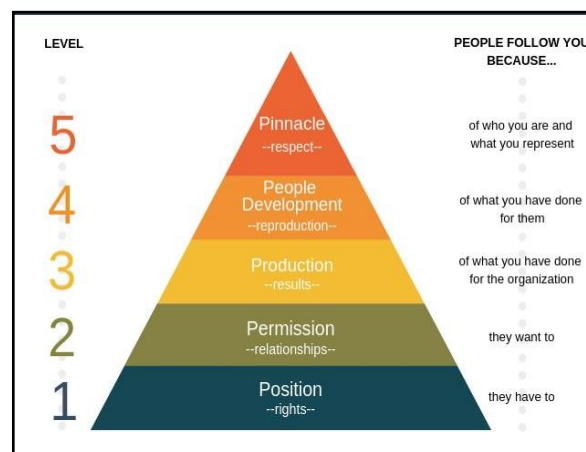 LEVEL
PEOPLE FOLLOW YOU
BECAUSE...
5
Pinnacle
--respect--
of who you are and
what you represent
4
People
Development
--reproduction--
of what you have done
for them
3
Production
--results--
of what you have done
for the organization
2
Permission
--relationships--
they want to
1
Position
--rights--
they have to